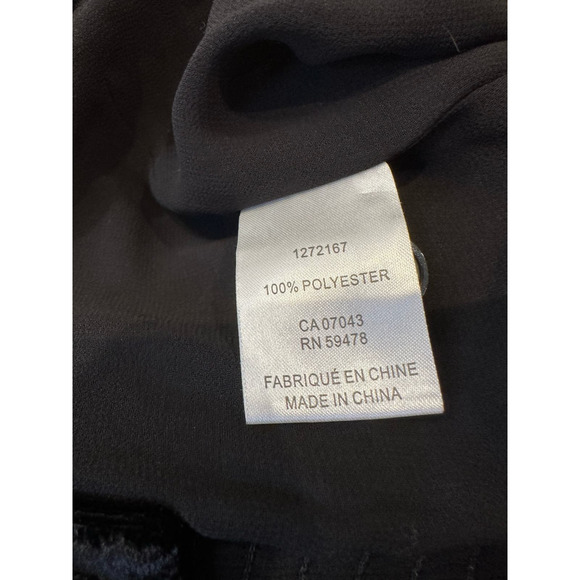 1272167
100% POLYESTER
CA 07043
RN 59478
FABRIQUÉ EN CHINE
MADE IN CHINA